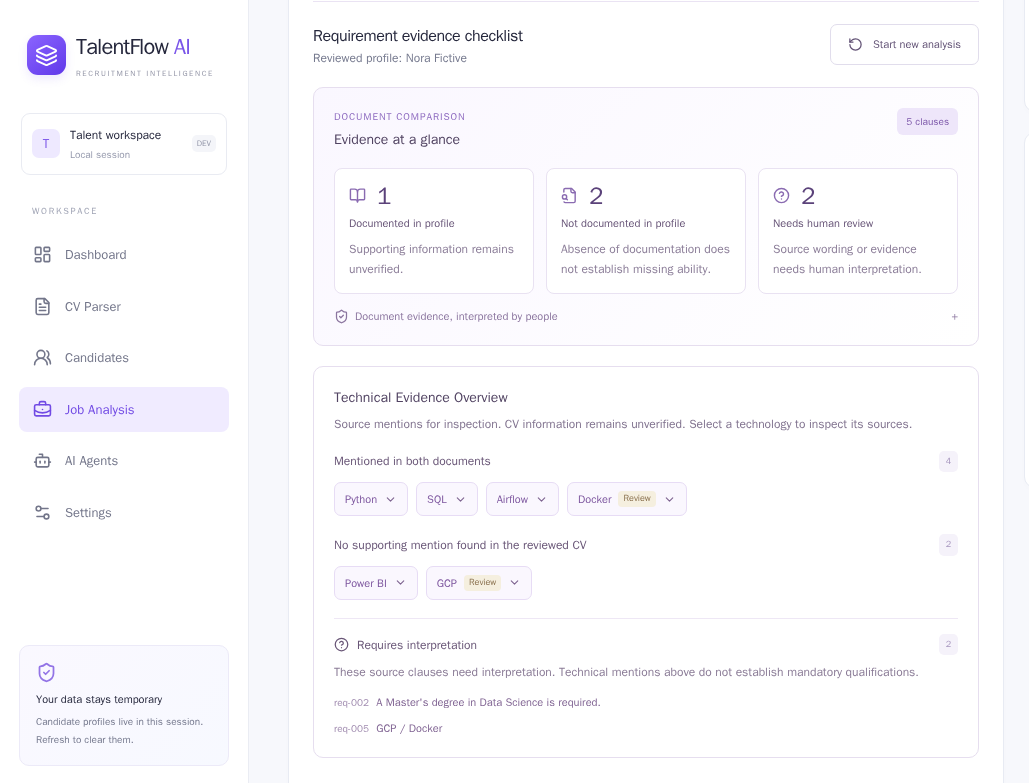 TalentFlow AI
RECRUITMENT INTELLIGENCE
T
Talent workspace
Local session
DEV
WORKSPACE
Dashboard
CV Parser
Candidates
Job Analysis
AI Agents
Settings
Your data stays temporary
Candidate profiles live in this session.
Refresh to clear them.
Requirement evidence checklist
Reviewed profile: Nora Fictive
Start new analysis
DOCUMENT COMPARISON
Evidence at a glance
5 clauses
1
Documented in profile
Supporting information remains
unverified.
2
Not documented in profile
Absence of documentation does
not establish missing ability.
2
Needs human review
Source wording or evidence
needs human interpretation.
Document evidence, interpreted by people
+
Technical Evidence Overview
Source mentions for inspection. CV information remains unverified. Select a technology to inspect its sources.
Mentioned in both documents
4
Python
SQL
Airflow
Docker Review
No supporting mention found in the reviewed CV
2
Power BI
GCP Review
Requires interpretation
2
These source clauses need interpretation. Technical mentions above do not establish mandatory qualifications.
req-002 A Master's degree in Data Science is required.
req-005 GCP / Docker